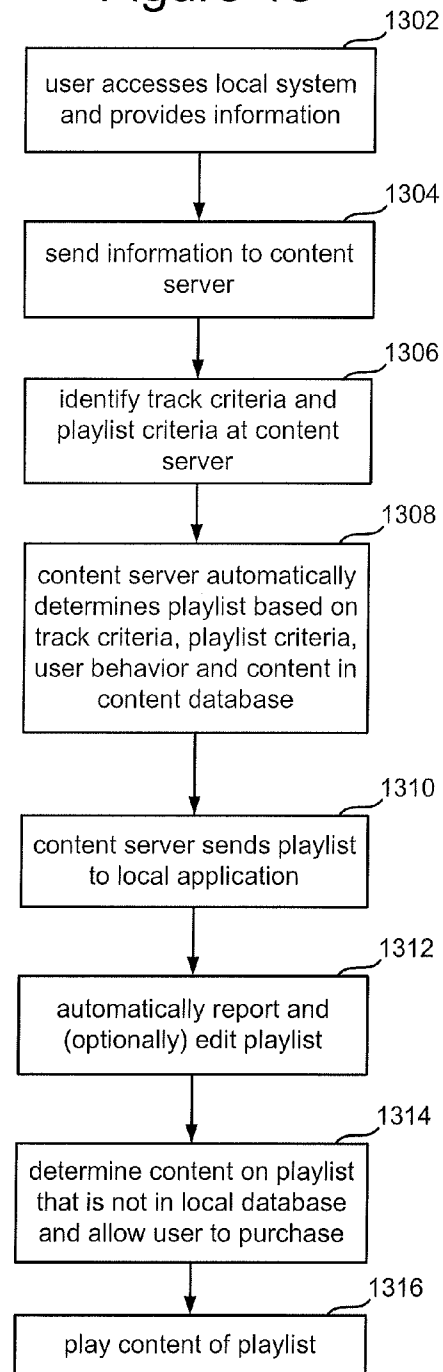 1302
user accesses local system
and provides information
1304
send information to content
server
1306
identify track criteria and
playlist criteria at content
server
1308
content server automatically
determines playlist based on
track criteria, playlist criteria,
user behavior and content in
content database
1310
content server sends playlist
to local application
1312
automatically report and
(optionally) edit playlist
1314
determine content on playlist
that is not in local database
and allow user to purchase
1316
play content of playlist